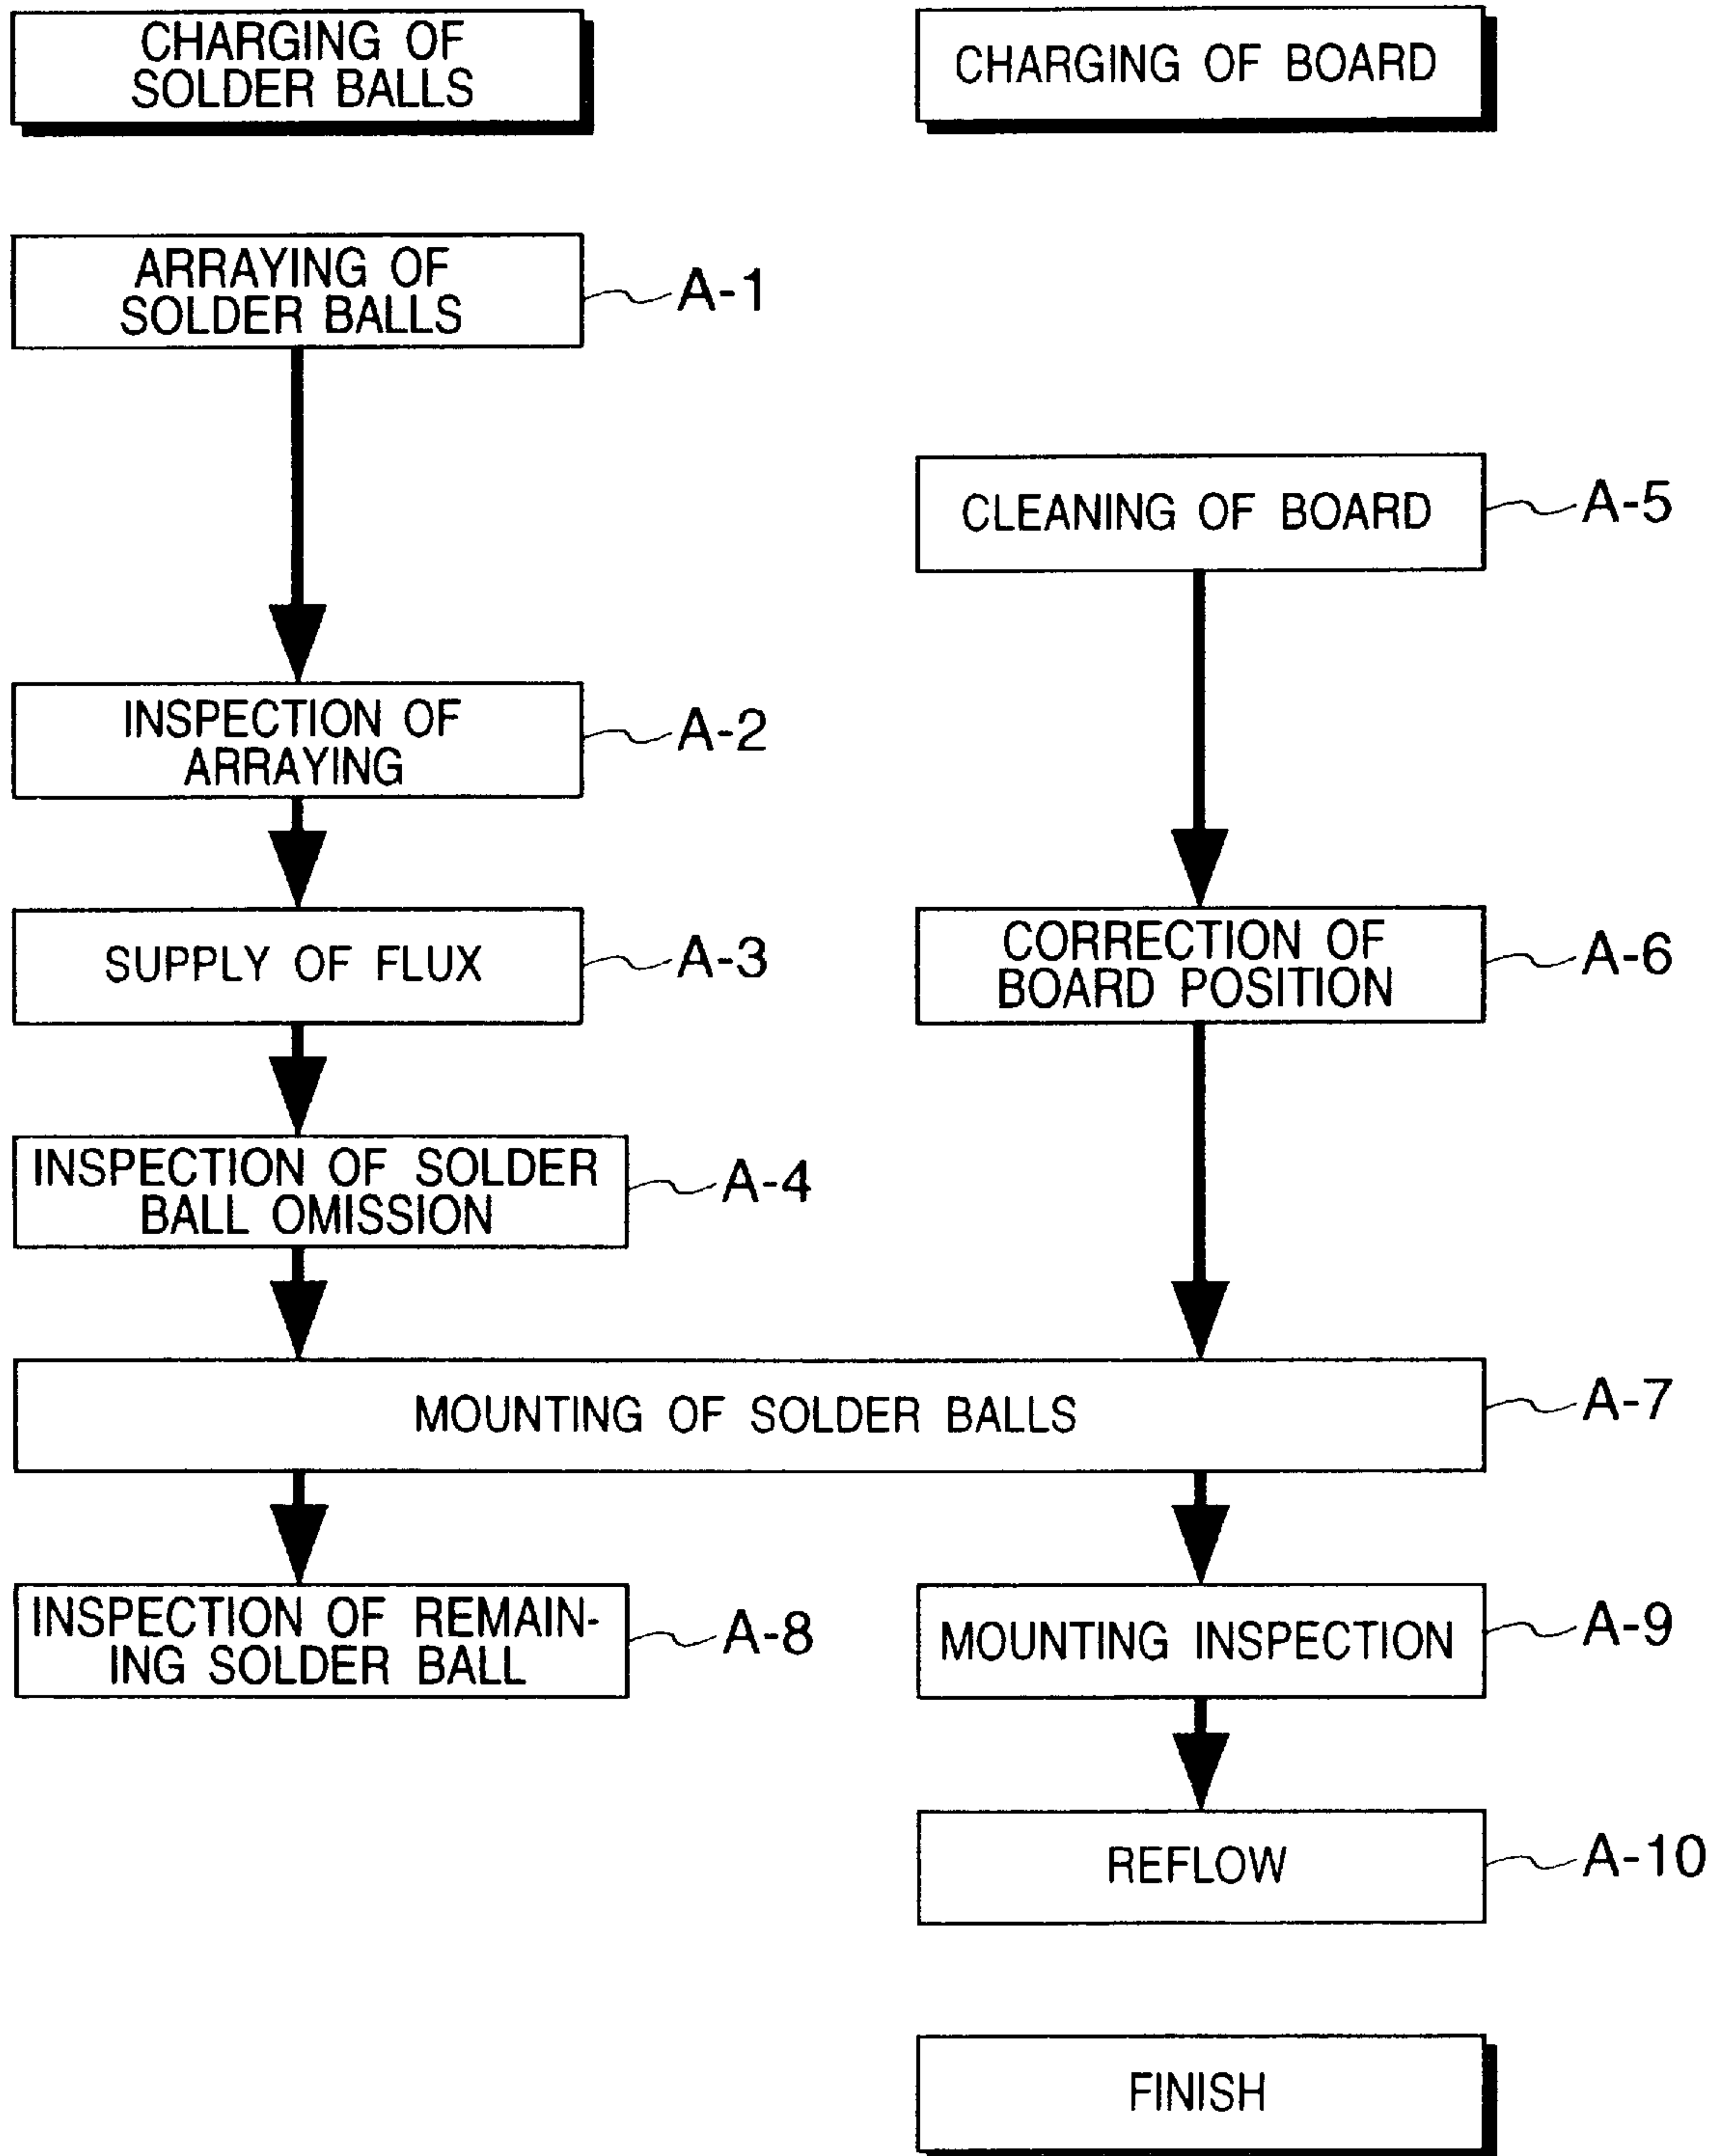 CHARGING OF
SOLDER BALLS
CHARGING OF BOARD
ARRAYING OF
SOLDER BALLS
A-1
CLEANING OF BOARD
A-5
INSPECTION OF
ARRAYING
A-2
SUPPLY OF FLUX
A-3
CORRECTION OF
BOARD POSITION
A-6
INSPECTION OF SOLDER
BALL OMISSION
A-4
MOUNTING OF SOLDER BALLS
A-7
INSPECTION OF REMAIN-
ING SOLDER BALL
A-8
MOUNTING INSPECTION
A-9
REFLOW
A-10
FINISH